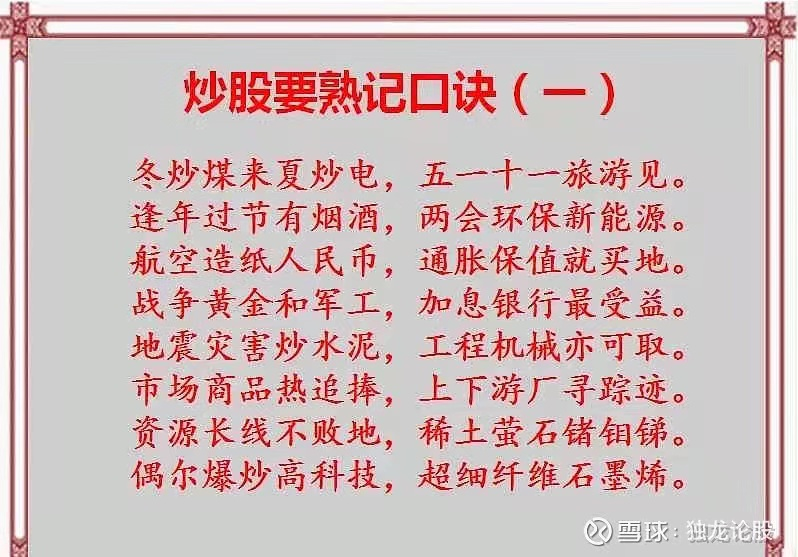 炒股要熟记口诀（一）
冬炒煤来夏炒电，五一十一旅游见。
逢年过节有烟酒，两会环保新能源。
航空造纸人民币，通胀保值就买地。
战争黄金和军工，加息银行最受益。
地震灾害炒水泥，工程机械亦可取。
市场商品热追捧，上下游厂寻踪迹。
资源长线不败地，稀土萤石锗钼锑。
偶尔爆炒高科技，超细纤维石墨烯。
雪球：独龙论股